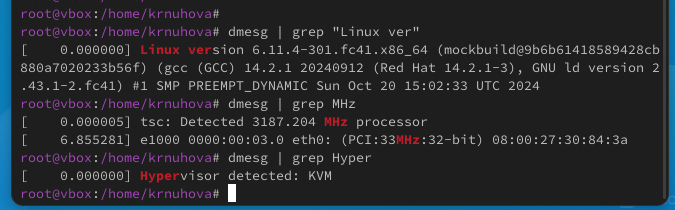 root@vbox:/home/krnuhova#
root@vbox:/home/krnuhova# dmesg | grep "Linux ver"
[    0.000000] Linux version 6.11.4-301.fc41.x86_64 (mockbuild@9b6b61418589428cb
880a7020233b56f) (gcc (GCC) 14.2.1 20240912 (Red Hat 14.2.1-3), GNU ld version 2
.43.1-2.fc41) #1 SMP PREEMPT_DYNAMIC Sun Oct 20 15:02:33 UTC 2024
root@vbox:/home/krnuhova# dmesg | grep MHz
[    0.000005] tsc: Detected 3187.204 MHz processor
[    6.855281] e1000 0000:00:03.0 eth0: (PCI:33MHz:32-bit) 08:00:27:30:84:3a
root@vbox:/home/krnuhova# dmesg | grep Hyper
[    0.000000] Hypervisor detected: KVM
root@vbox:/home/krnuhova#